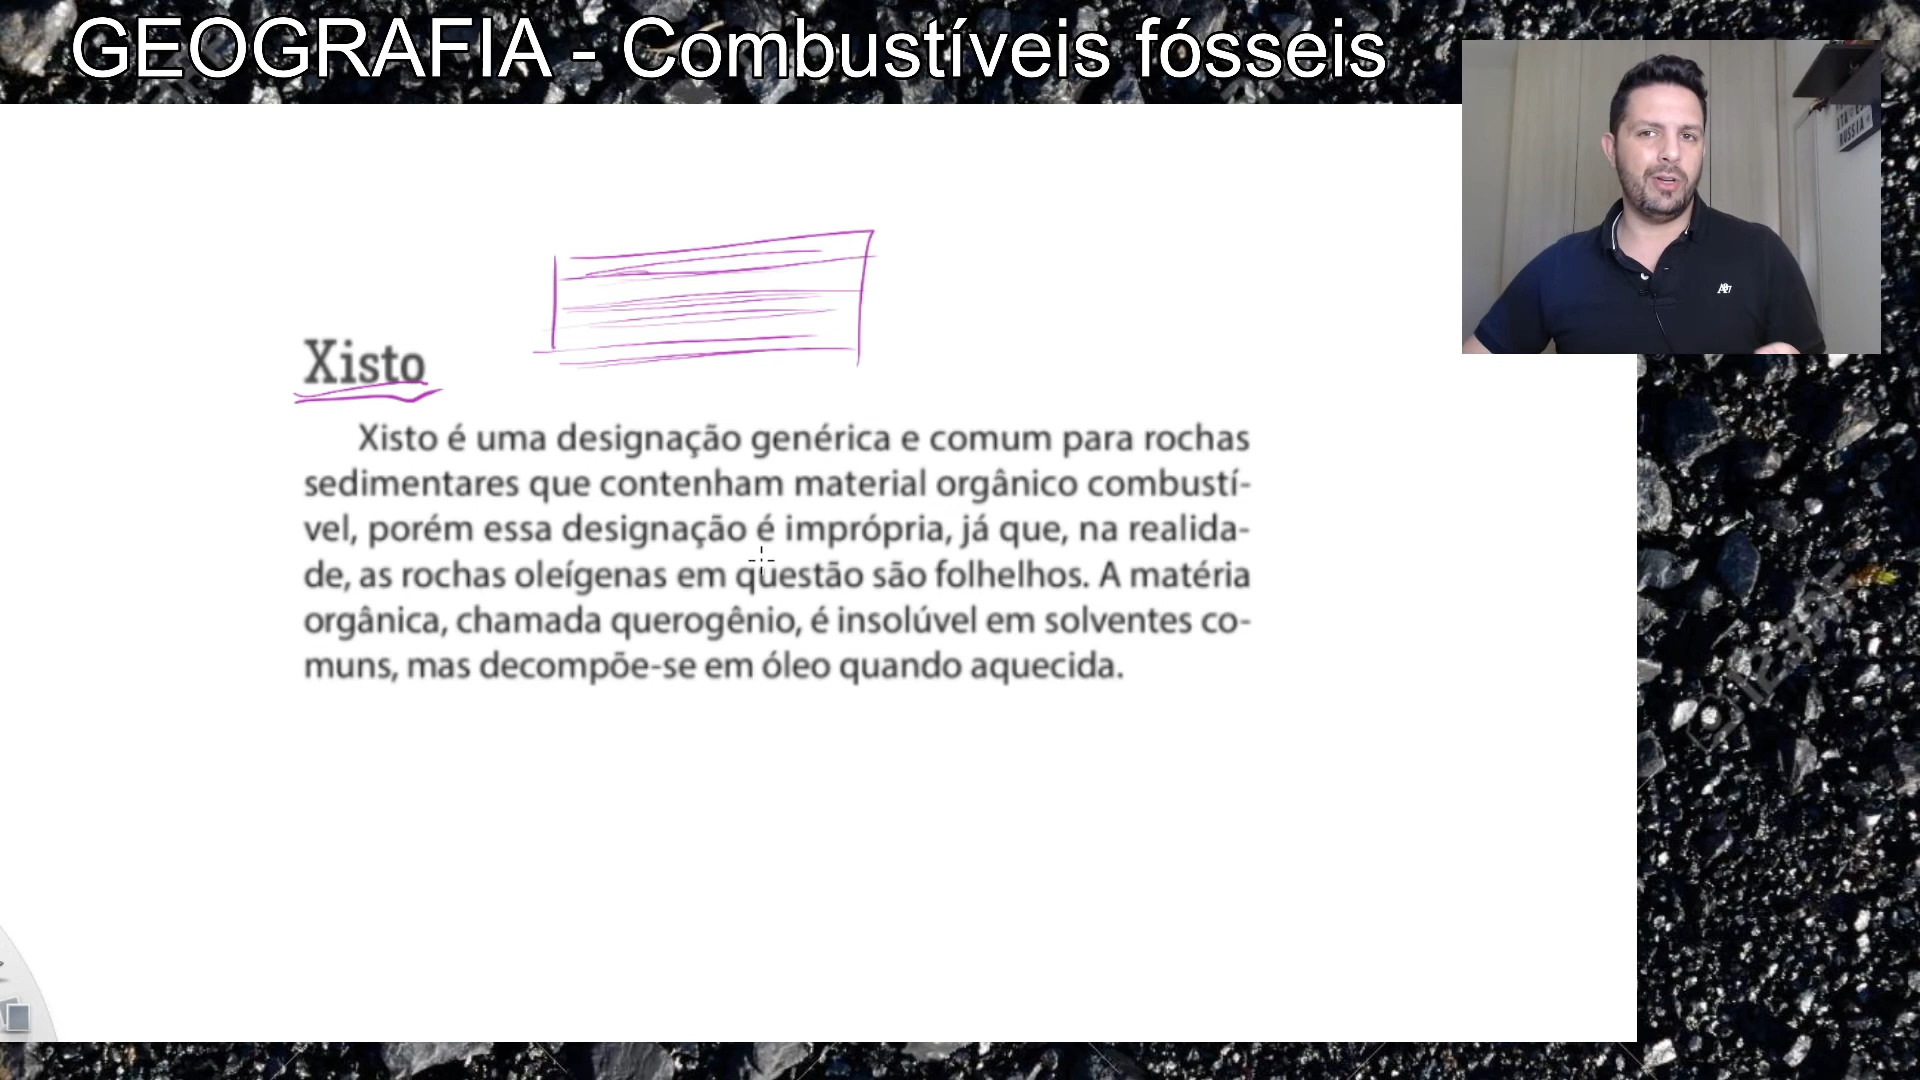 GEOGRAFIA - Combustíveis fósseis
Xisto
Xisto é uma designação genérica e comum para rochas
sedimentares que contenham material orgânico combustí-
vel, porém essa designação é imprópria, já que, na realida-
de, as rochas oleígenas em questão são folhelhos. A matéria
orgânica, chamada querogênio, é insolúvel em solventes co-
muns, mas decompõe-se em óleo quando aquecida.
RUSSIA
123RF